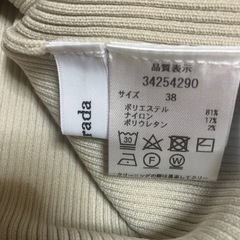 rada
品質表示
34254290
サイズ 38
ポリエステル 81%
ナイロン 17%
ポリウレタン 2%
30
P
W